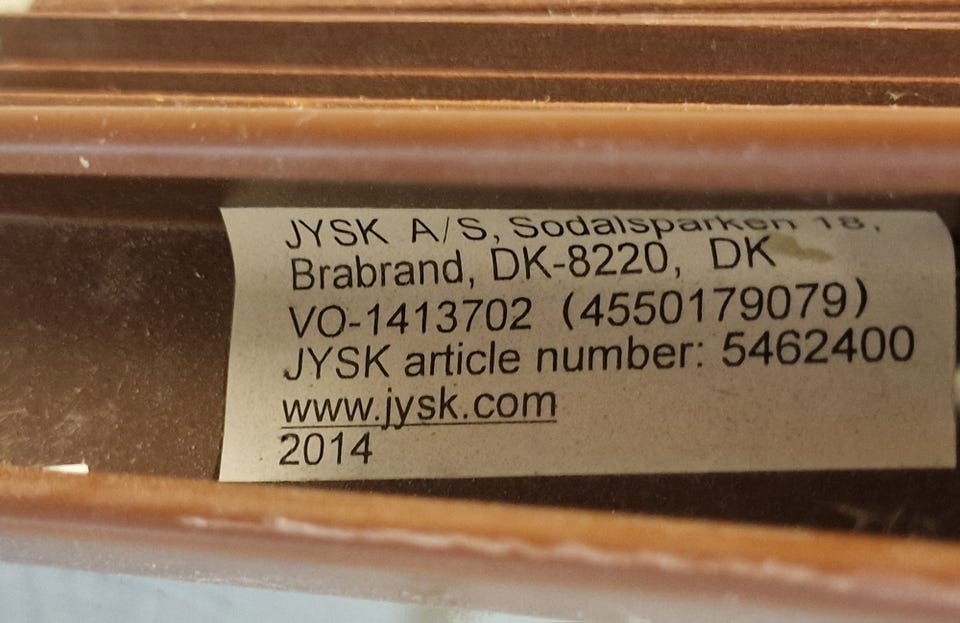 JYSK A/S, Sodalsparken 18,
Brabrand, DK-8220, DK
VO-1413702 (4550179079)
JYSK article number: 5462400
www.jysk.com
2014